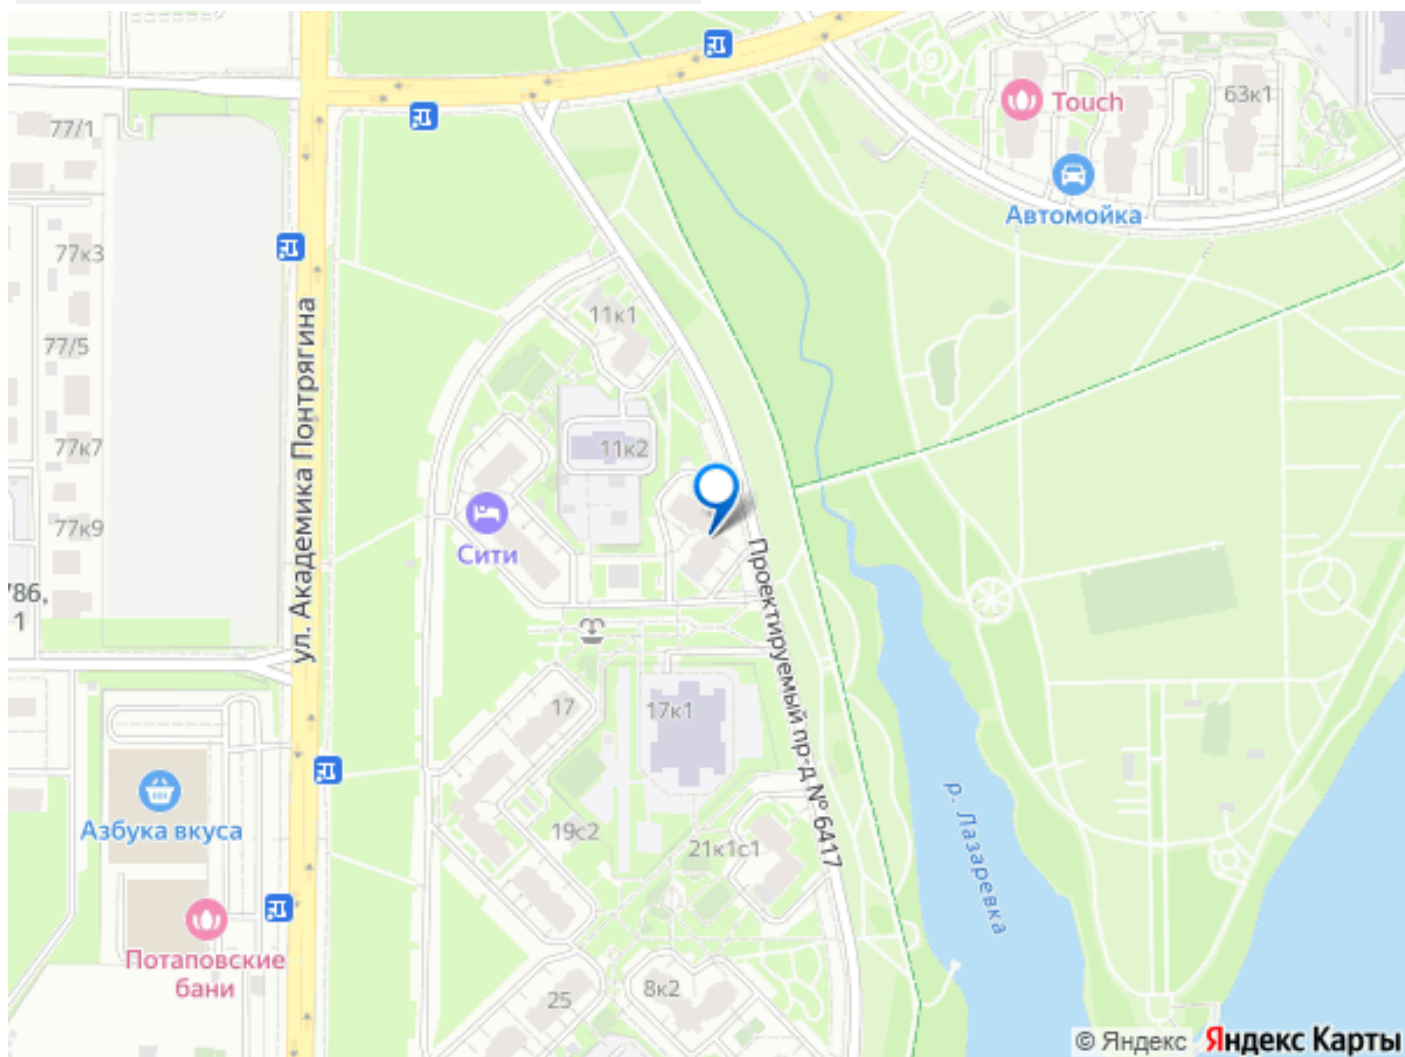 Touch
63к1
77/1
Автомойка
77к3
11к1
77/5
ул. Академика Понтрягина
77к7
11к2
77к9
Сити
Проектируемый пр-д № 6417
786,
1
17
17к1
Азбука вкуса
19с2
21к1с1
р. Лазаревка
Потаповские
бани
25
8к2
© Яндекс Яндекс Карты